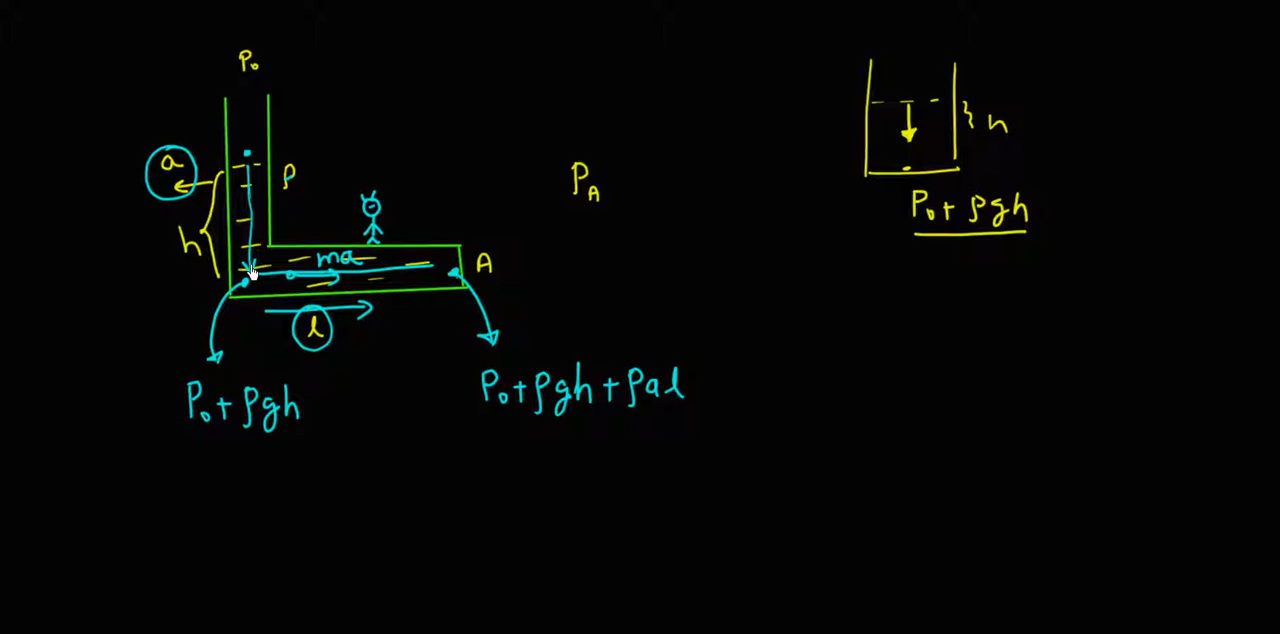 P₀
a
ρ
h
ma
A
l
P_A
h
P₀ + ρgh
P₀ + ρgh
P₀ + ρgh + ρal